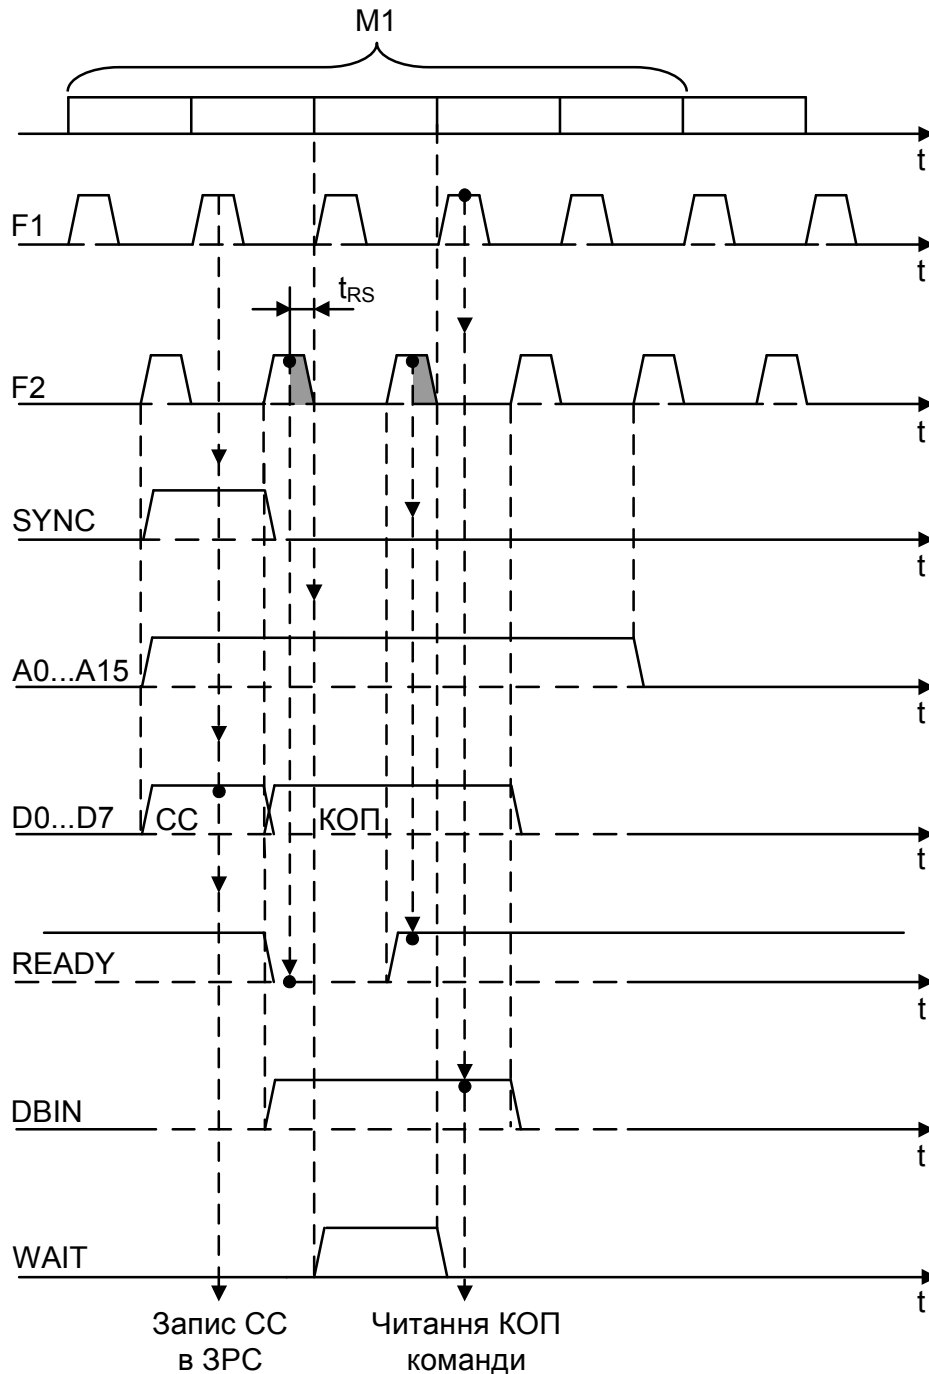 M1
t
F1
t
tRS
F2
t
SYNC
t
A0...A15
t
D0...D7 СС КОП
t
READY
t
DBIN
t
WAIT
t
Запис СС
в ЗРС
Читання КОП
команди